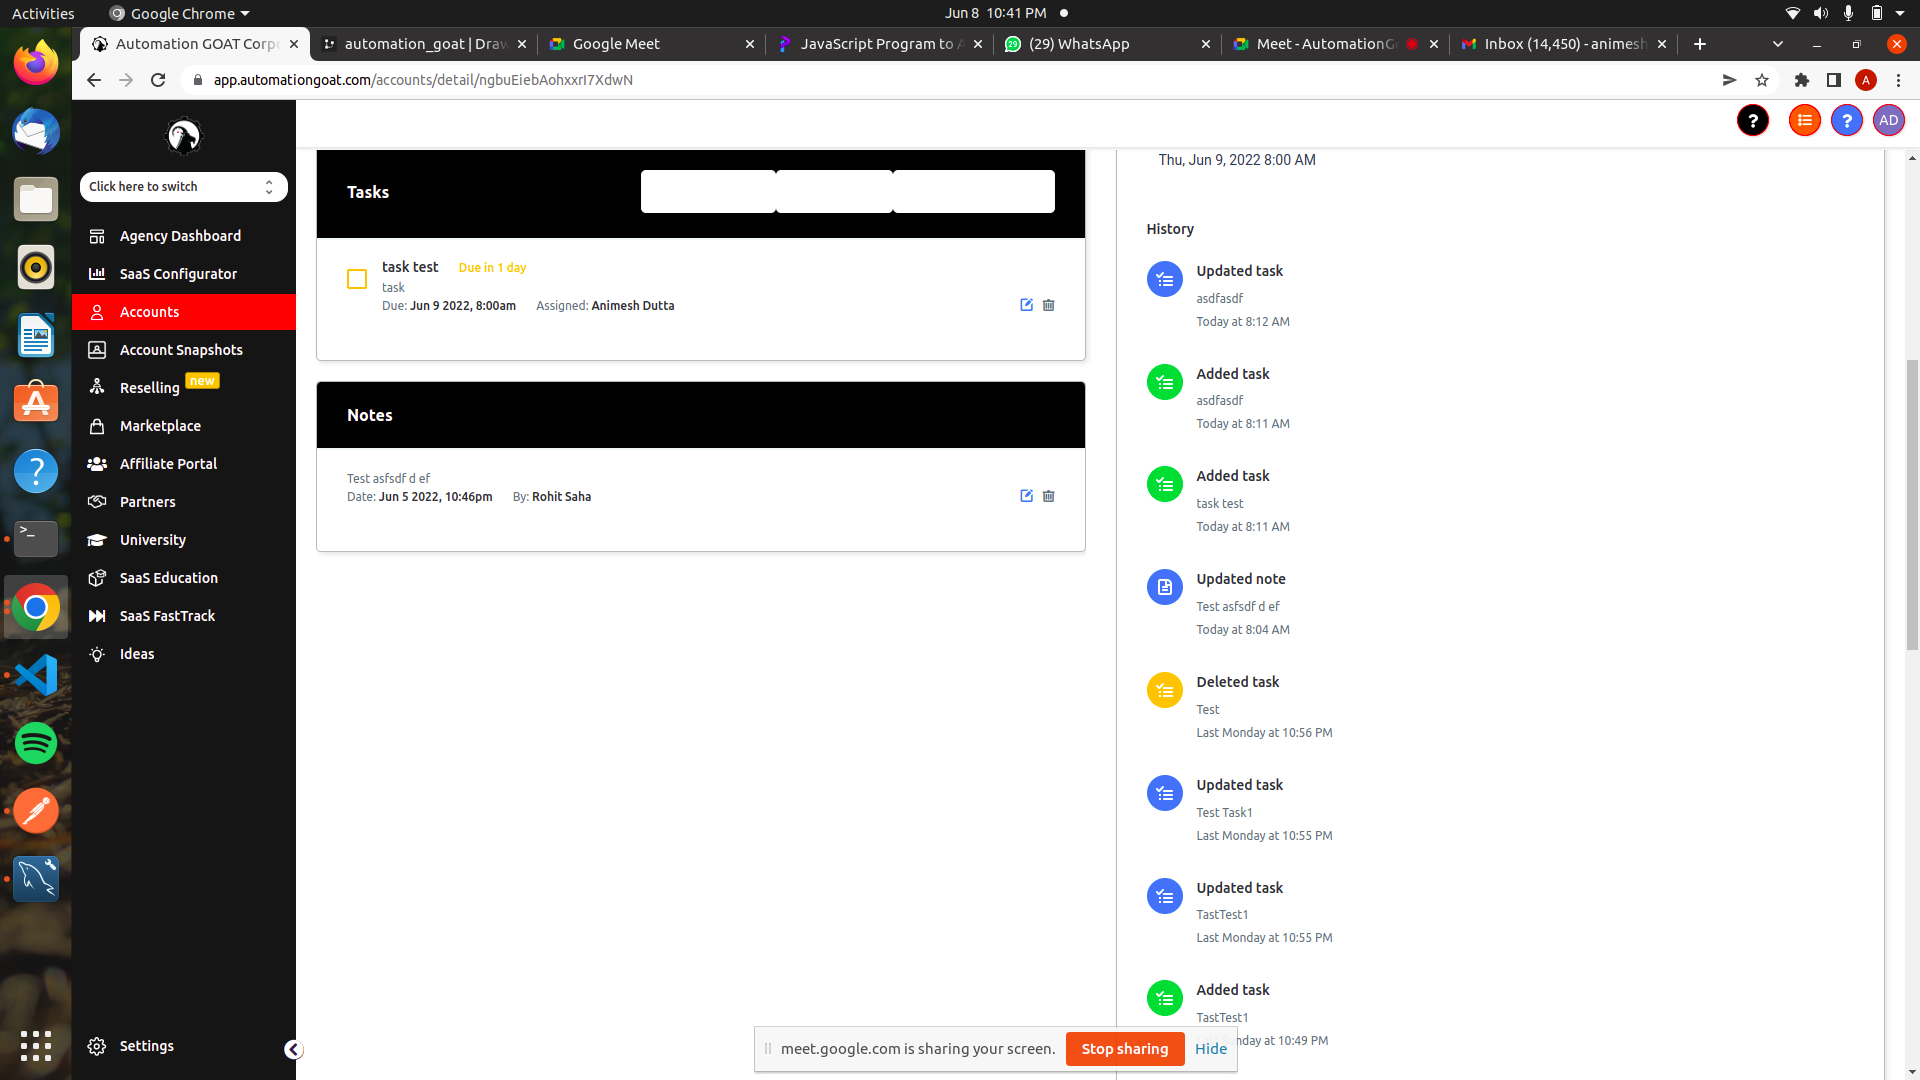 Activities
Google Chrome
Jun 8 10:41 PM
Automation GOAT Corpo
automation_goat | Draw
Google Meet
JavaScript Program to A
(29) WhatsApp
Meet - AutomationGo
Inbox (14,450) - animesh
app.automationgoat.com/accounts/detail/ngbuEiebAohxxrI7XdwN
A
AD
Click here to switch
Agency Dashboard
SaaS Configurator
Accounts
Account Snapshots
Reselling new
Marketplace
Affiliate Portal
Partners
University
SaaS Education
SaaS FastTrack
Ideas
Settings
Tasks
task test Due in 1 day
task
Due: Jun 9 2022, 8:00am Assigned: Animesh Dutta
Notes
Test asfsdf d ef
Date: Jun 5 2022, 10:46pm By: Rohit Saha
Thu, Jun 9, 2022 8:00 AM
History
Updated task
asdfasdf
Today at 8:12 AM
Added task
asdfasdf
Today at 8:11 AM
Added task
task test
Today at 8:11 AM
Updated note
Test asfsdf d ef
Today at 8:04 AM
Deleted task
Test
Last Monday at 10:56 PM
Updated task
Test Task1
Last Monday at 10:55 PM
Updated task
TastTest1
Last Monday at 10:55 PM
Added task
TastTest1
at 10:49 PM
meet.google.com is sharing your screen.
Stop sharing
Hide